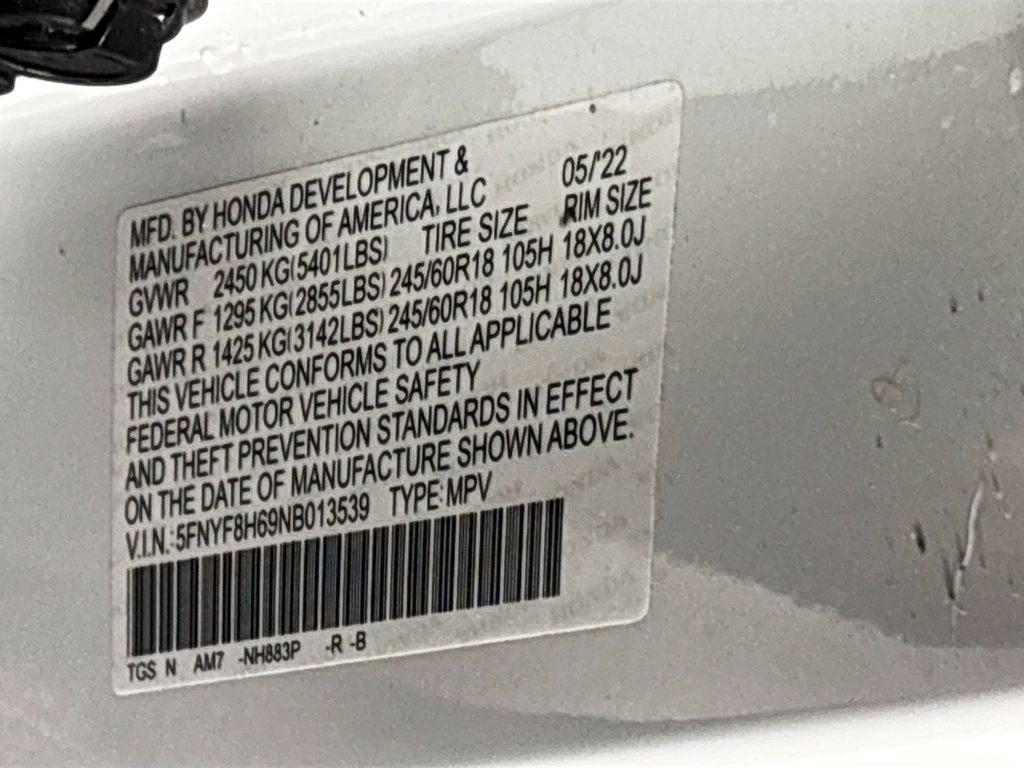 MFD. BY HONDA DEVELOPMENT &
MANUFACTURING OF AMERICA, LLC 05/'22
GVWR 2450 KG(5401LBS) TIRE SIZE RIM SIZE
GAWR F 1295 KG(2855LBS) 245/60R18 105H 18X8.0J
GAWR R 1425 KG(3142LBS) 245/60R18 105H 18X8.0J
THIS VEHICLE CONFORMS TO ALL APPLICABLE
FEDERAL MOTOR VEHICLE SAFETY
AND THEFT PREVENTION STANDARDS IN EFFECT
ON THE DATE OF MANUFACTURE SHOWN ABOVE.
V.I.N.:5FNYF8H69NB013539 TYPE:MPV
TGS N AM7 -NH883P -R -B